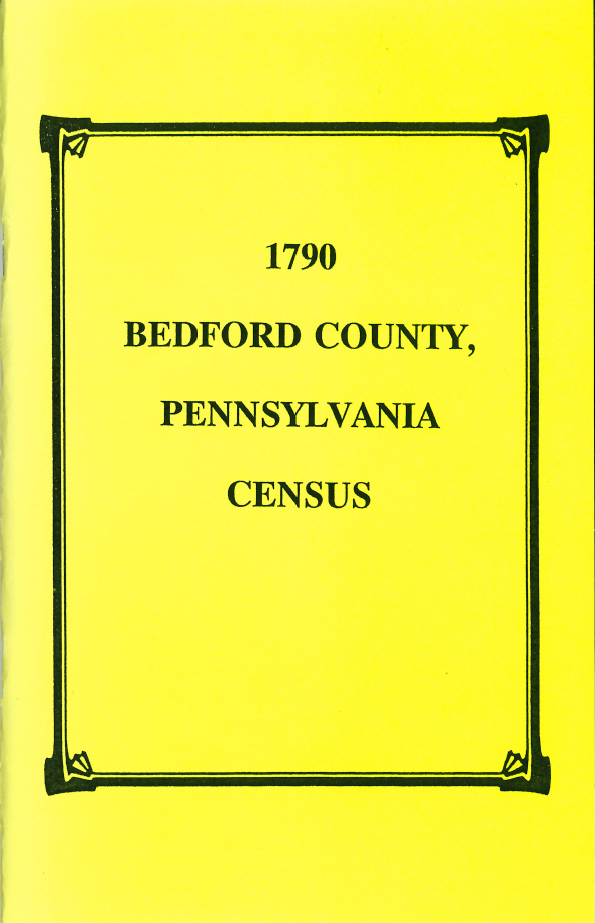 1790
BEDFORD COUNTY,
PENNSYLVANIA
CENSUS